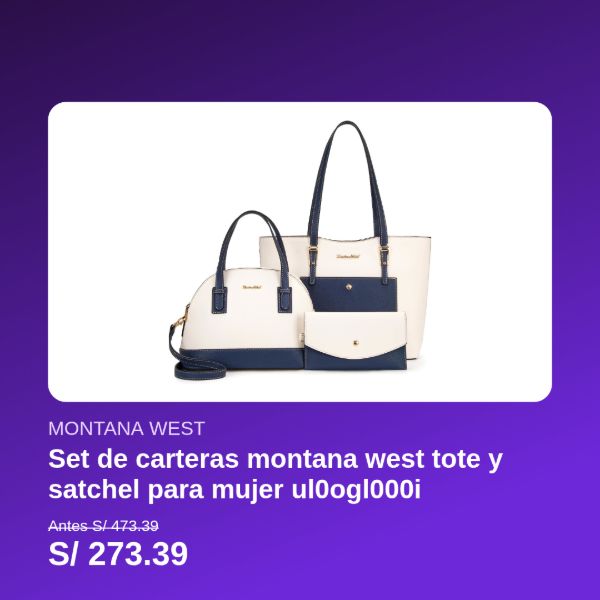 MONTANA WEST
Set de carteras montana west tote y
satchel para mujer ul0ogl000i
Antes S/ 473.39
S/ 273.39